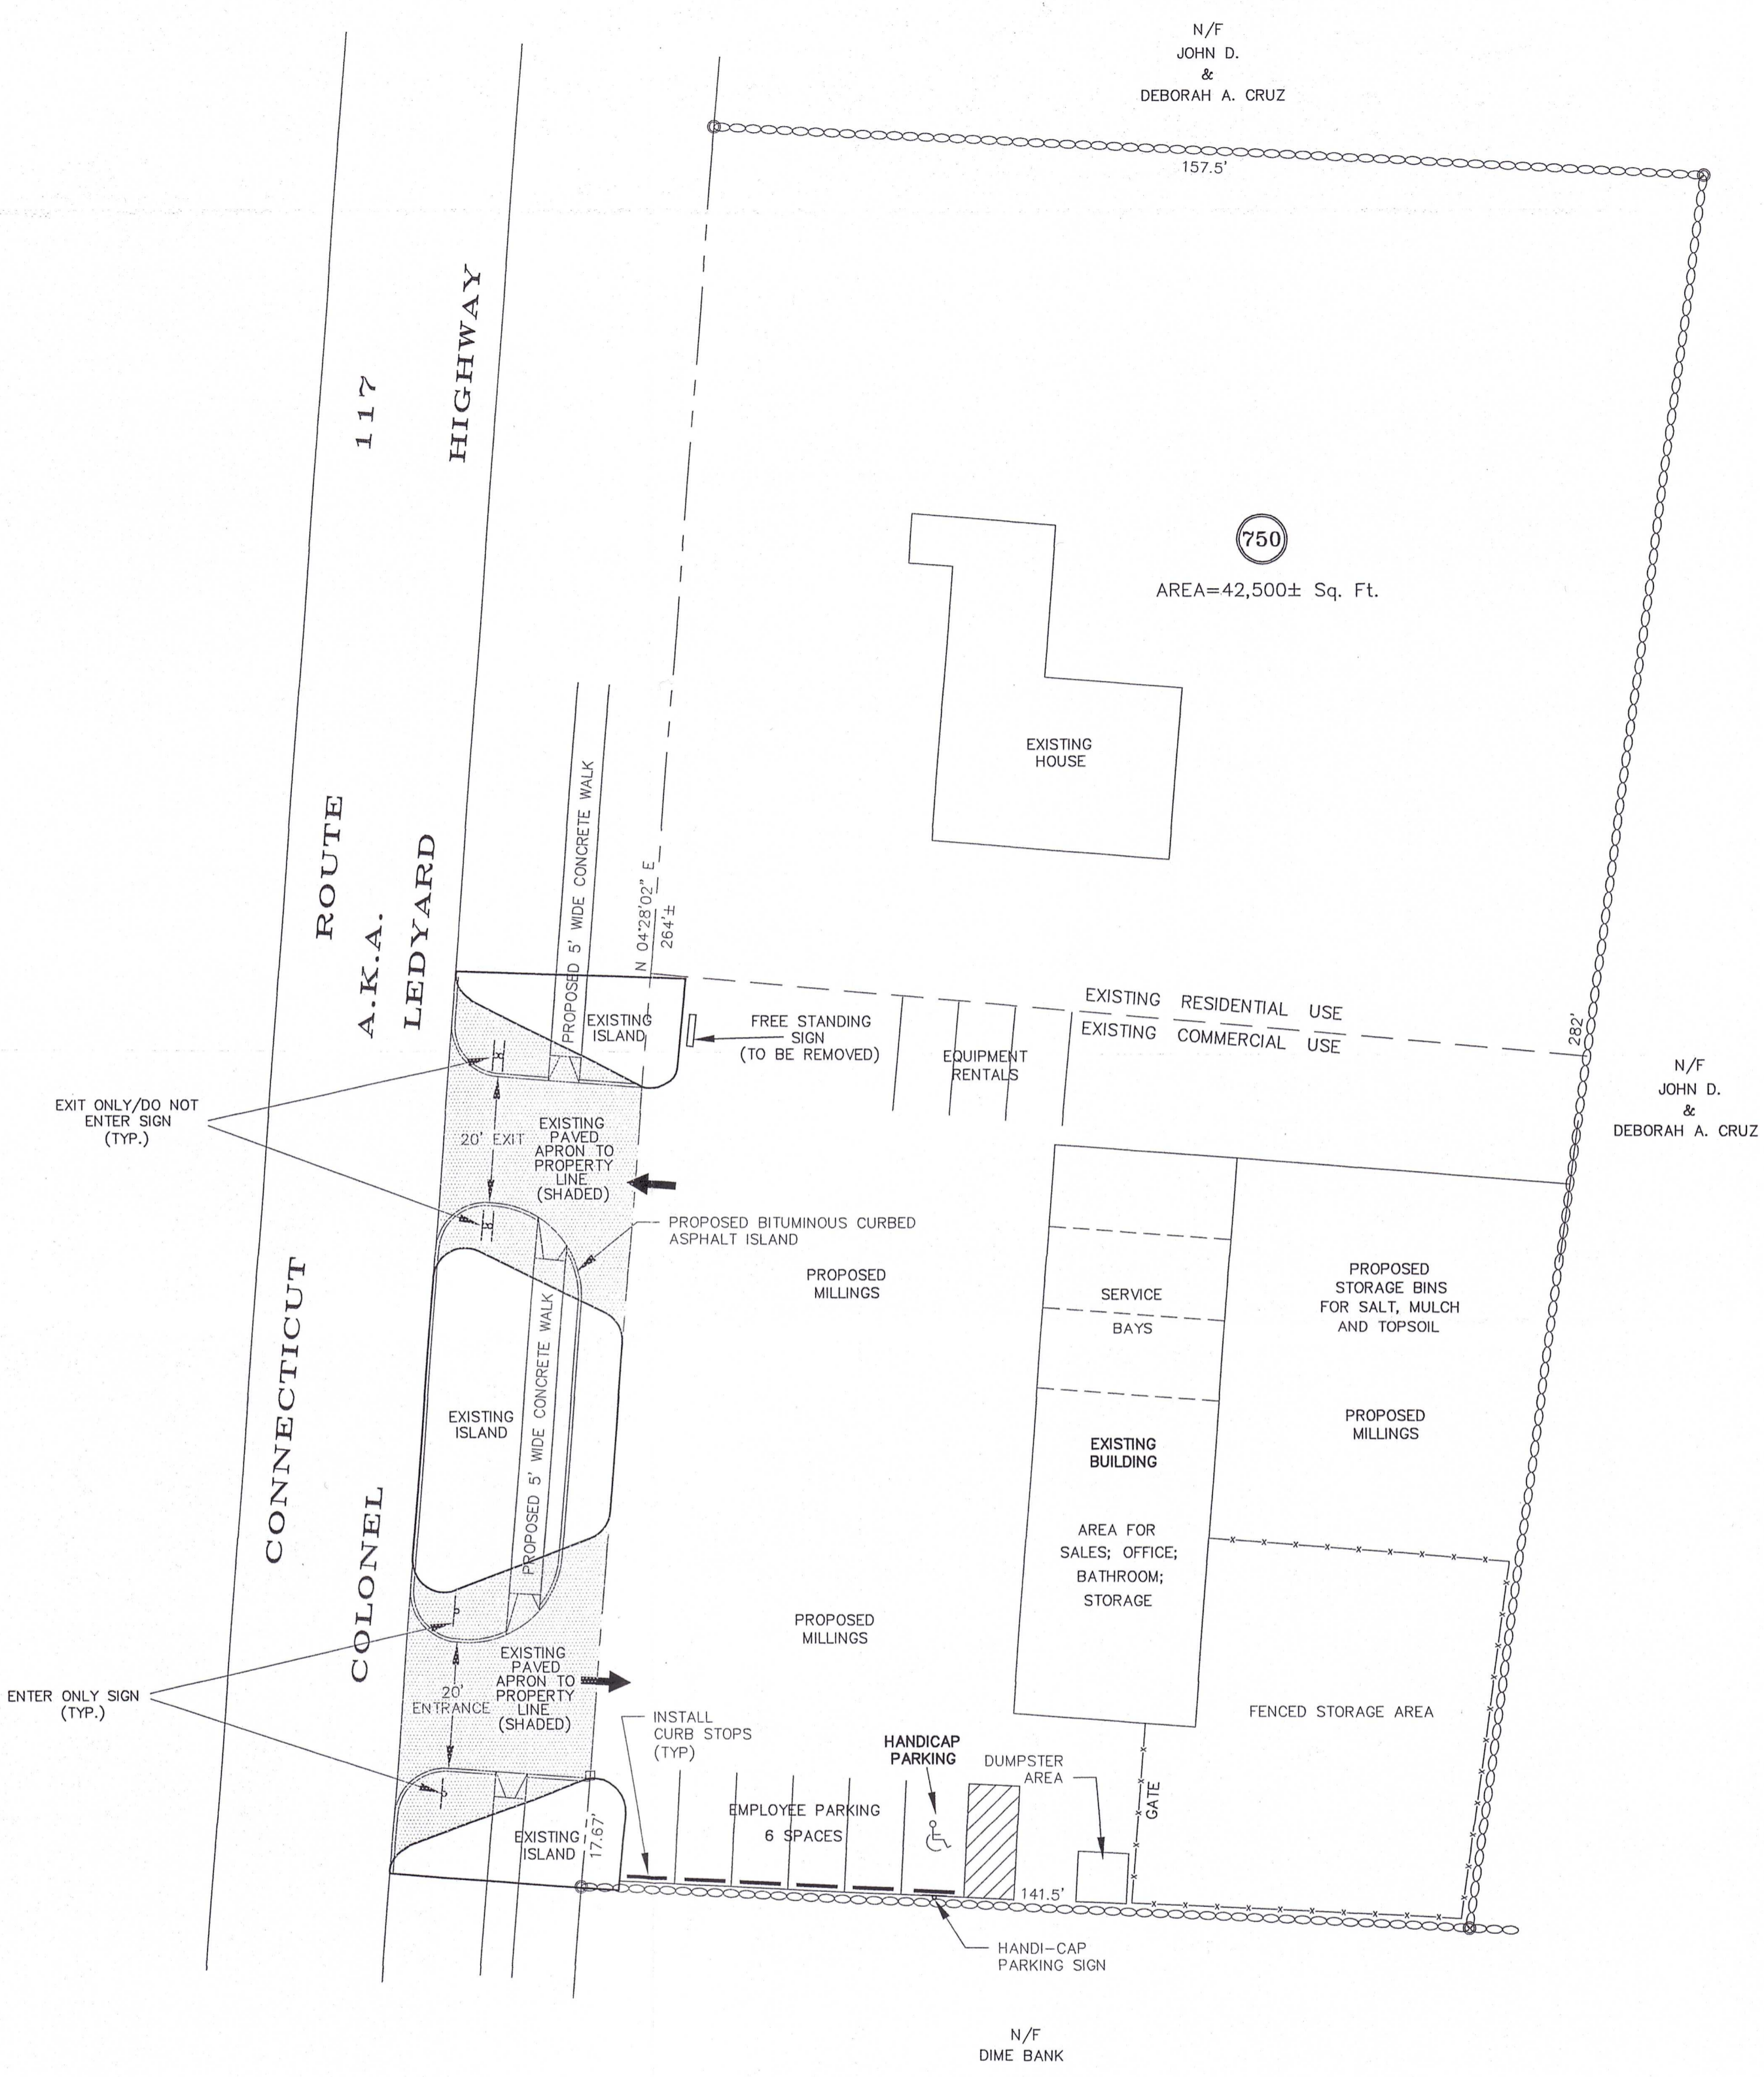 N/F
JOHN D.
&
DEBORAH A. CRUZ
157.5'
CONNECTICUT ROUTE 117
A.K.A.
COLONEL LEDYARD HIGHWAY
750
AREA=42,500± Sq. Ft.
EXISTING
HOUSE
PROPOSED 5' WIDE CONCRETE WALK
N 04°28'02" E
264'±
EXISTING
ISLAND
FREE STANDING
SIGN
(TO BE REMOVED)
EQUIPMENT
RENTALS
EXISTING RESIDENTIAL USE
EXISTING COMMERCIAL USE
282'
N/F
JOHN D.
&
DEBORAH A. CRUZ
EXIT ONLY/DO NOT
ENTER SIGN
(TYP.)
20' EXIT
EXISTING
PAVED
APRON TO
PROPERTY
LINE
(SHADED)
PROPOSED BITUMINOUS CURBED
ASPHALT ISLAND
PROPOSED
MILLINGS
SERVICE
BAYS
PROPOSED
STORAGE BINS
FOR SALT, MULCH
AND TOPSOIL
PROPOSED
MILLINGS
EXISTING
ISLAND
PROPOSED 5' WIDE CONCRETE WALK
EXISTING
BUILDING
AREA FOR
SALES; OFFICE;
BATHROOM;
STORAGE
PROPOSED
MILLINGS
ENTER ONLY SIGN
(TYP.)
20'
ENTRANCE
EXISTING
PAVED
APRON TO
PROPERTY
LINE
(SHADED)
INSTALL
CURB STOPS
(TYP)
HANDICAP
PARKING
DUMPSTER
AREA
GATE
FENCED STORAGE AREA
EMPLOYEE PARKING
6 SPACES
EXISTING
ISLAND
17.67'
141.5'
HANDI-CAP
PARKING SIGN
N/F
DIME BANK